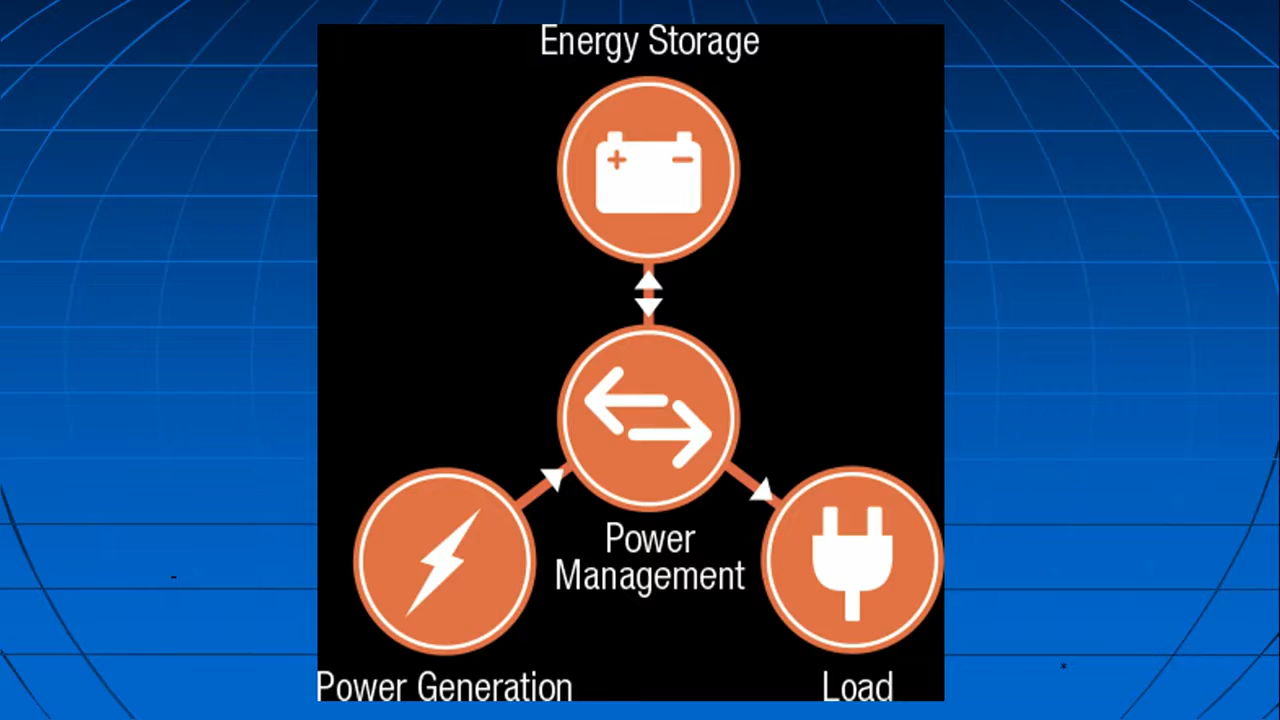 Energy Storage
Power
Management
Power Generation
Load